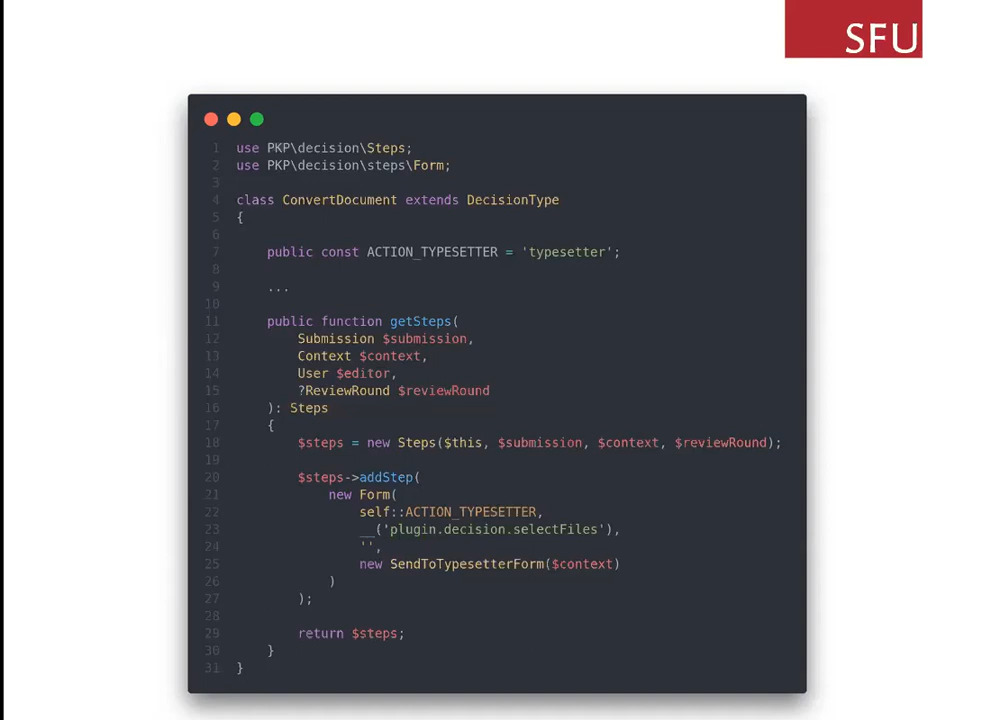 SFU
1 use PKP\decision\Steps;
2 use PKP\decision\steps\Form;
3
4 class ConvertDocument extends DecisionType
5 {
6
7     public const ACTION_TYPESETTER = 'typesetter';
8
9     ...
10
11     public function getSteps(
12         Submission $submission,
13         Context $context,
14         User $editor,
15         ?ReviewRound $reviewRound
16     ): Steps
17     {
18         $steps = new Steps($this, $submission, $context, $reviewRound);
19
20         $steps->addStep(
21             new Form(
22                 self::ACTION_TYPESETTER,
23                 __('plugin.decision.selectFiles'),
24                 '',
25                 new SendToTypesetterForm($context)
26             )
27         );
28
29         return $steps;
30     }
31 }